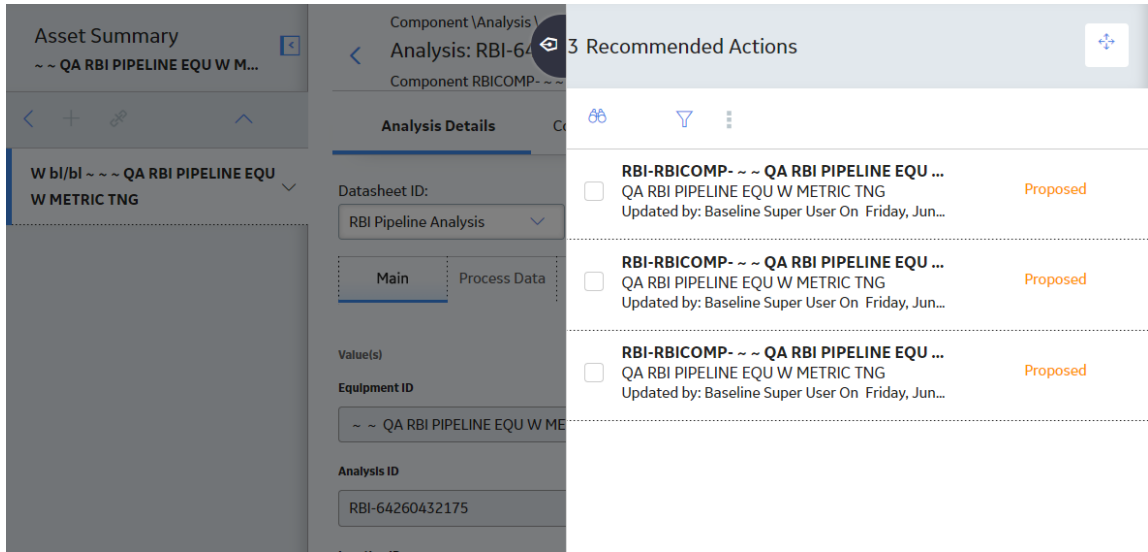 Asset Summary
~ ~ QA RBI PIPELINE EQU W M...
W bl/bl ~ ~ ~ QA RBI PIPELINE EQU
W METRIC TNG
Component \Analysis \
Analysis: RBI-64
Component RBICOMP- ~ ~
Analysis Details
Datasheet ID:
RBI Pipeline Analysis
Main
Process Data
Value(s)
Equipment ID
~ ~ QA RBI PIPELINE EQU W ME
Analysis ID
RBI-64260432175
3 Recommended Actions
RBI-RBICOMP- ~ ~ QA RBI PIPELINE EQU ...
QA RBI PIPELINE EQU W METRIC TNG
Updated by: Baseline Super User On Friday, Jun...
Proposed
RBI-RBICOMP- ~ ~ QA RBI PIPELINE EQU ...
QA RBI PIPELINE EQU W METRIC TNG
Updated by: Baseline Super User On Friday, Jun...
Proposed
RBI-RBICOMP- ~ ~ QA RBI PIPELINE EQU ...
QA RBI PIPELINE EQU W METRIC TNG
Updated by: Baseline Super User On Friday, Jun...
Proposed